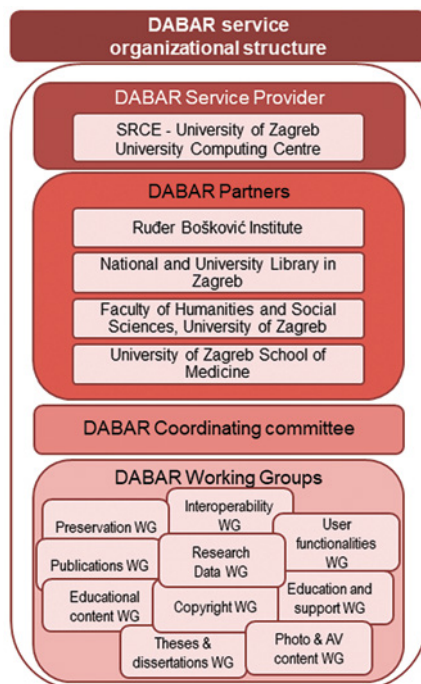 DABAR service
organizational structure
DABAR Service Provider
SRCE - University of Zagreb
University Computing Centre
DABAR Partners
Ruđer Bošković Institute
National and University Library in
Zagreb
Faculty of Humanities and Social
Sciences, University of Zagreb
University of Zagreb School of
Medicine
DABAR Coordinating committee
DABAR Working Groups
Preservation WG
Interoperability
WG
User
functionalities
WG
Publications WG
Research
Data WG
Educational
content WG
Copyright WG
Education and
support WG
Theses &
dissertations WG
Photo & AV
content WG